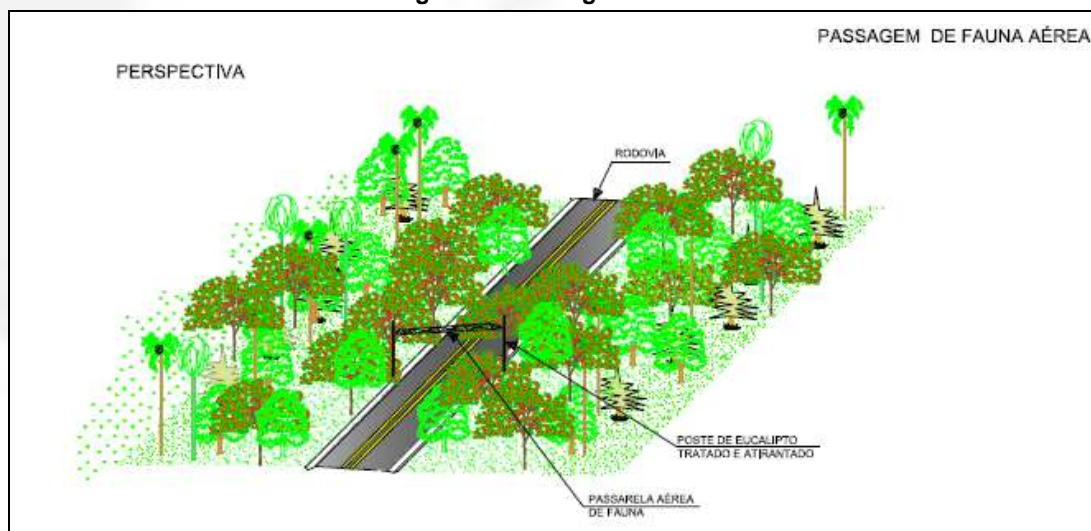 PASSAGEM DE FAUNA AÉREA
PERSPECTIVA
RODOVIA
POSTE DE EUCALIPTO
TRATADO E ATIRANTADO
PASSARELA AÉREA
DE FAUNA